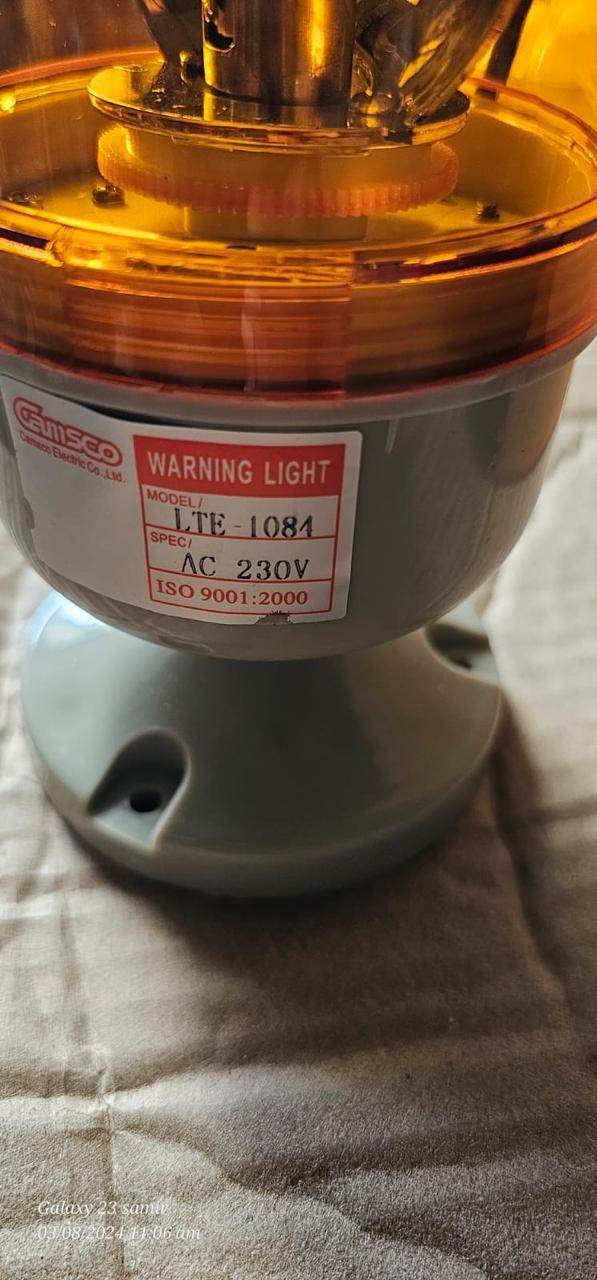 Camsco
Camsco Electric Co.,Ltd.
WARNING LIGHT
MODEL/
LTE-1084
SPEC/
AC 230V
ISO 9001:2000
Galaxy 23 samir
03.08.2024 11:06 am